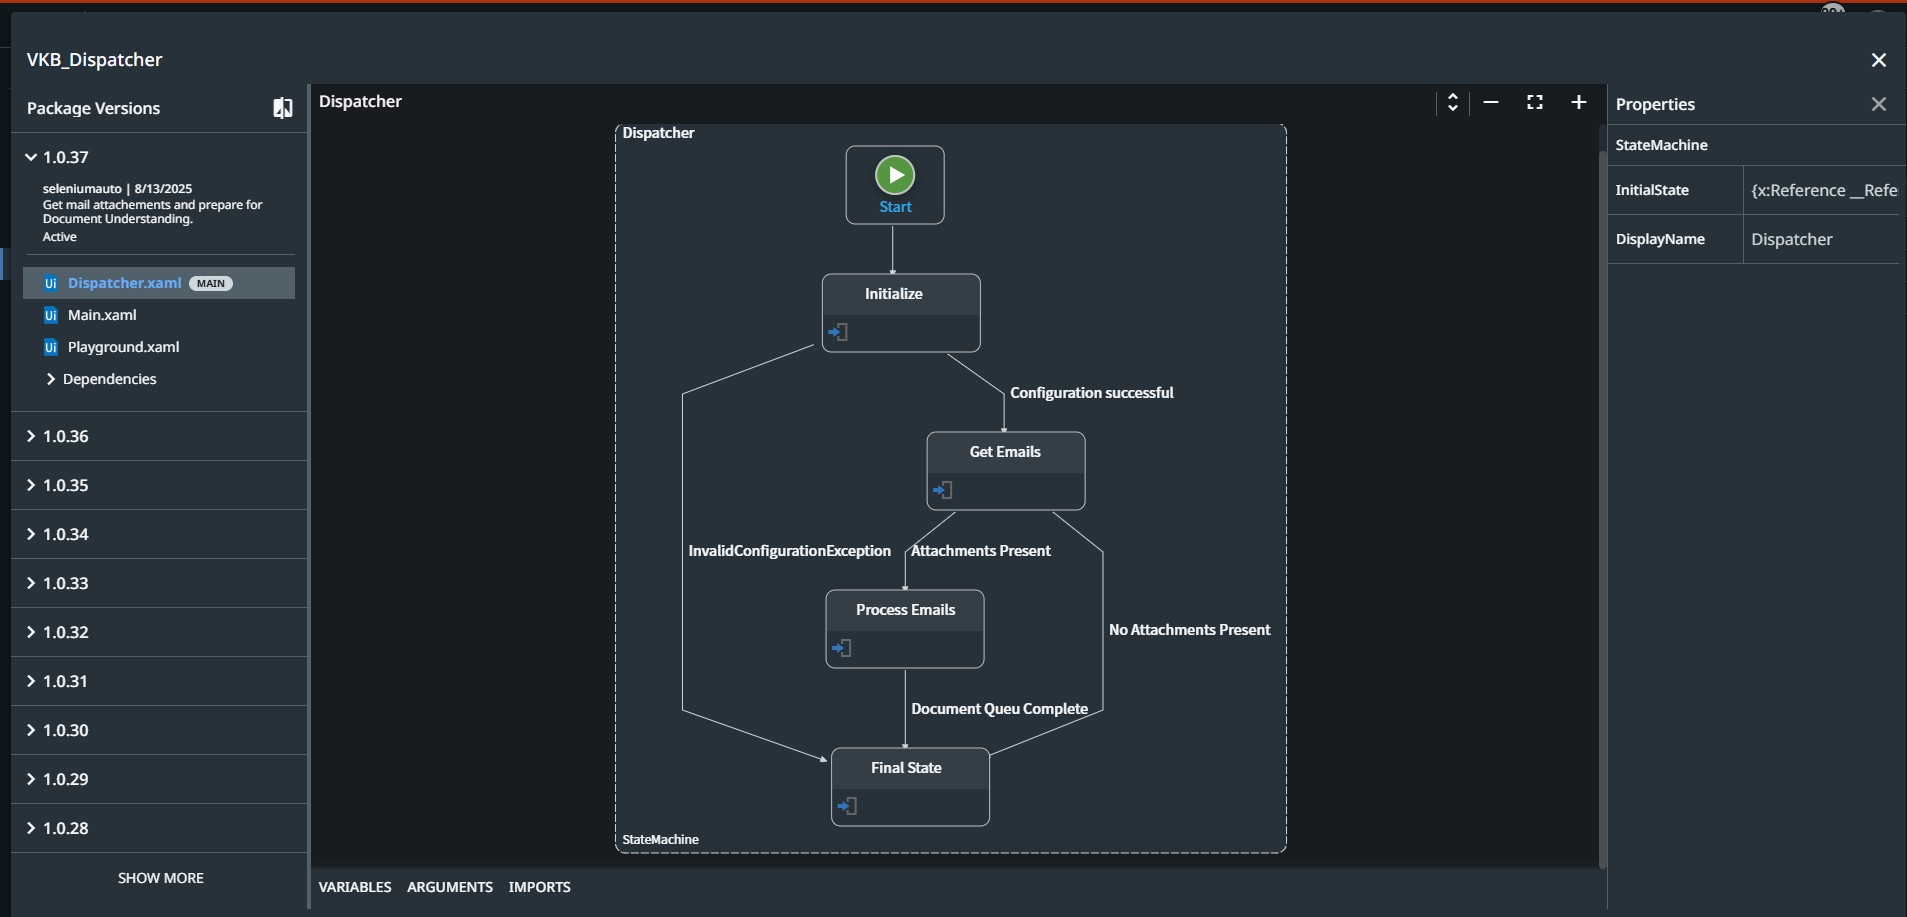 VKB_Dispatcher
Package Versions
1.0.37
seleniumauto | 8/13/2025
Get mail attachements and prepare for
Document Understanding.
Active
Ui Dispatcher.xaml MAIN
Ui Main.xaml
Ui Playground.xaml
Dependencies
1.0.36
1.0.35
1.0.34
1.0.33
1.0.32
1.0.31
1.0.30
1.0.29
1.0.28
SHOW MORE
Dispatcher
Dispatcher
Start
Initialize
Configuration successful
Get Emails
InvalidConfigurationException
Attachments Present
Process Emails
No Attachments Present
Document Queu Complete
Final State
StateMachine
VARIABLES ARGUMENTS IMPORTS
Properties
StateMachine
InitialState {x:Reference __Refe
DisplayName Dispatcher